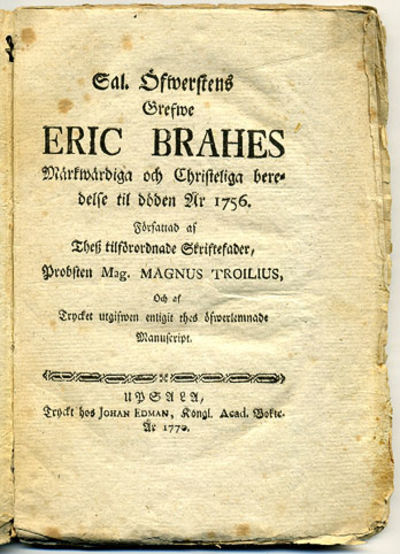 Sal. Öfwerstens
Grefwe
ERIC BRAHES
Märkwärdiga och Christeliga bere-
delse til döden År 1756.
Författad af
Theß tilförordnade Skriftefader,
Probsten Mag. MAGNUS TROILIUS,
Och af
Trycket utgifwen enligit thes öfwerlemnade
Manuscript.
UPSALA,
Tryckt hos JOHAN EDMAN, Kongl. Acad. Boktr.
År 1770.